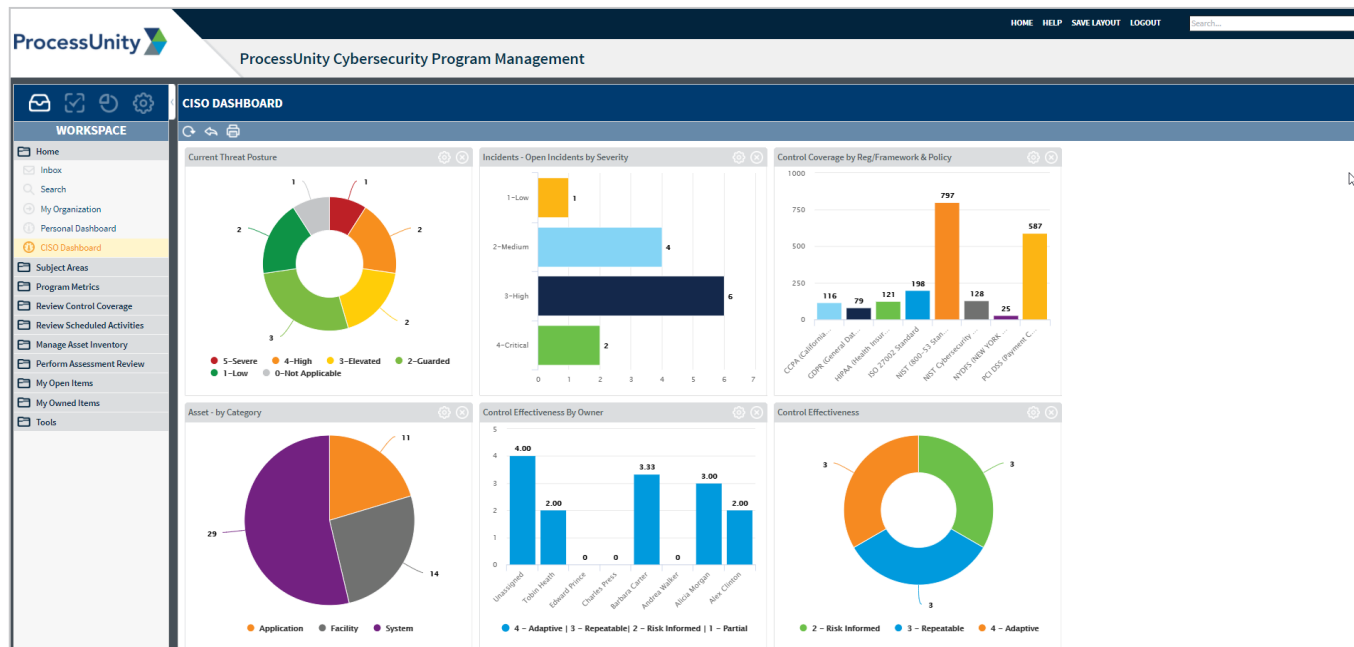 HOME HELP SAVE LAYOUT LOGOUT Search...
ProcessUnity
ProcessUnity Cybersecurity Program Management
CISO DASHBOARD
WORKSPACE
Home
Inbox
Search
My Organization
Personal Dashboard
CISO Dashboard
Subject Areas
Program Metrics
Review Control Coverage
Review Scheduled Activities
Manage Asset Inventory
Perform Assessment Review
My Open Items
My Owned Items
Tools
Current Threat Posture
1 1
2 2
3 2
5-Severe 4-High 3-Elevated 2-Guarded
1-Low 0-Not Applicable
Incidents - Open Incidents by Severity
1-Low 1
2-Medium 4
3-High 6
4-Critical 2
0 1 2 3 4 5 6 7
Control Coverage by Reg/Framework & Policy
1000
750
500
250
0
116 79 121 198 797 128 25 587
CCPA (California...
GDPR (General Dat...
HIPAA (Health Insur...
ISO 27002 Standard
NIST (800-53 Stan...
NIST Cybersecurity ...
NYDFS (NEW YORK ...
PCI DSS (Payment C...
Asset - by Category
11
29
14
Application Facility System
Control Effectiveness By Owner
5
4
3
2
1
0
4.00 2.00 0 0 3.33 0 3.00 2.00
Unassigned
Tobin Heath
Edward Prince
Charles Press
Barbara Carter
Andrea Walker
Alicia Morgan
Alex Clinton
4 - Adaptive | 3 - Repeatable| 2 - Risk Informed | 1 - Partial
Control Effectiveness
3 3
3
2 - Risk Informed 3 - Repeatable 4 - Adaptive